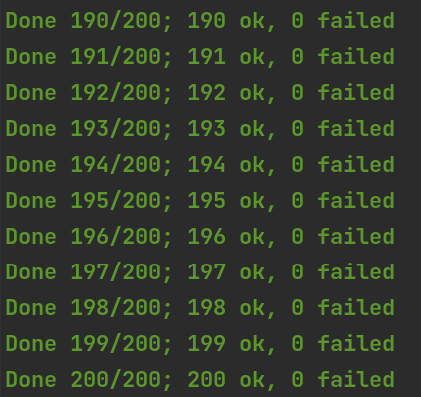 Done 190/200; 190 ok, 0 failed
Done 191/200; 191 ok, 0 failed
Done 192/200; 192 ok, 0 failed
Done 193/200; 193 ok, 0 failed
Done 194/200; 194 ok, 0 failed
Done 195/200; 195 ok, 0 failed
Done 196/200; 196 ok, 0 failed
Done 197/200; 197 ok, 0 failed
Done 198/200; 198 ok, 0 failed
Done 199/200; 199 ok, 0 failed
Done 200/200; 200 ok, 0 failed